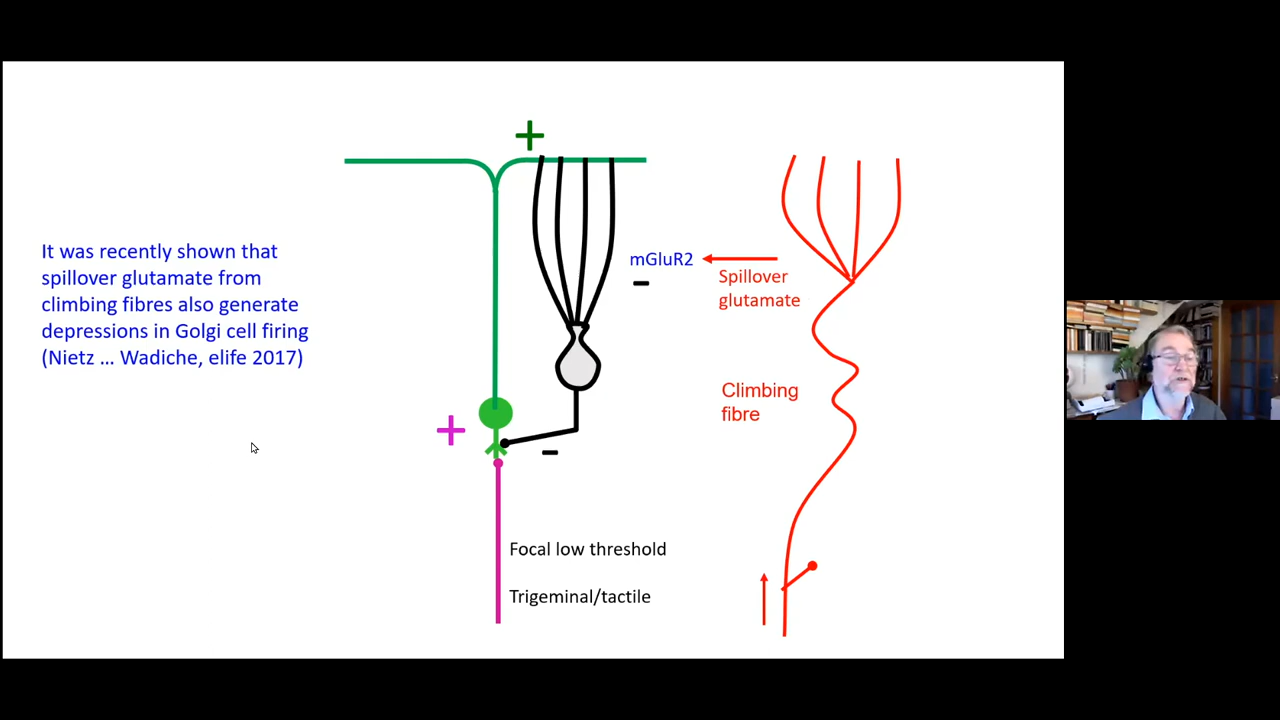 It was recently shown that
spillover glutamate from
climbing fibres also generate
depressions in Golgi cell firing
(Nietz ... Wadiche, elife 2017)
+
mGluR2
-
Spillover
glutamate
Climbing
fibre
+
-
Focal low threshold
Trigeminal/tactile